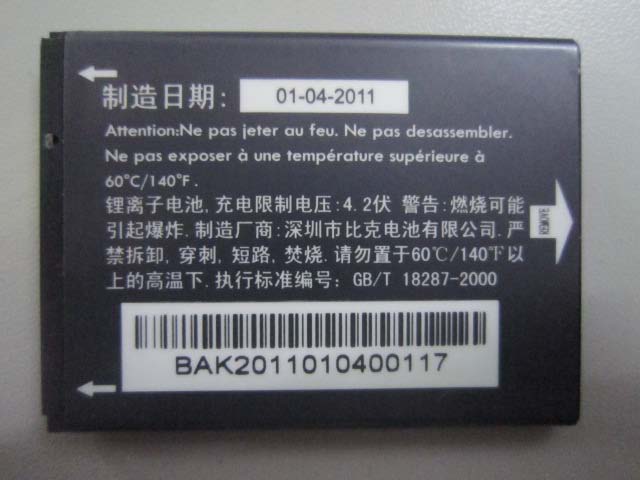 制造日期: 01-04-2011
Attention:Ne pas jeter au feu. Ne pas desassembler.
Ne pas exposer à une température supérieure à
60°C/140°F.
锂离子电池,充电限制电压:4.2伏 警告:燃烧可能
引起爆炸.制造厂商:深圳市比克电池有限公司.严
禁拆卸,穿刺,短路,焚烧.请勿置于60℃/140℉以
上的高温下.执行标准编号: GB/T 18287-2000
BAK2011010400117